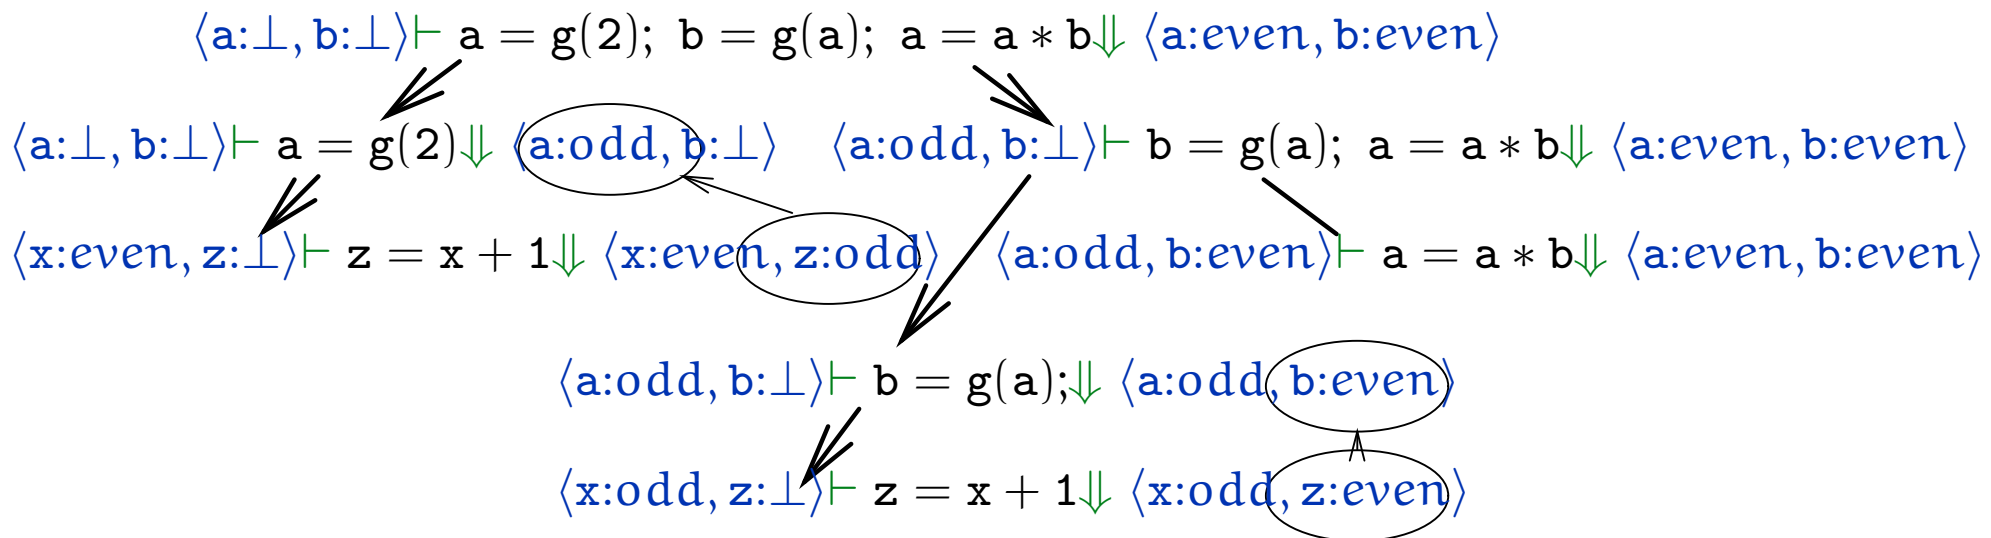 ⟨a:⊥, b:⊥⟩⊢ a = g(2); b = g(a); a = a ∗ b⇓ ⟨a:even, b:even⟩
⟨a:⊥, b:⊥⟩⊢ a = g(2)⇓ ⟨a:odd, b:⊥⟩ ⟨a:odd, b:⊥⟩⊢ b = g(a); a = a ∗ b⇓ ⟨a:even, b:even⟩
⟨x:even, z:⊥⟩⊢ z = x + 1⇓ ⟨x:even, z:odd⟩ ⟨a:odd, b:even⟩⊢ a = a ∗ b⇓ ⟨a:even, b:even⟩
⟨a:odd, b:⊥⟩⊢ b = g(a);⇓ ⟨a:odd, b:even⟩
⟨x:odd, z:⊥⟩⊢ z = x + 1⇓ ⟨x:odd, z:even⟩